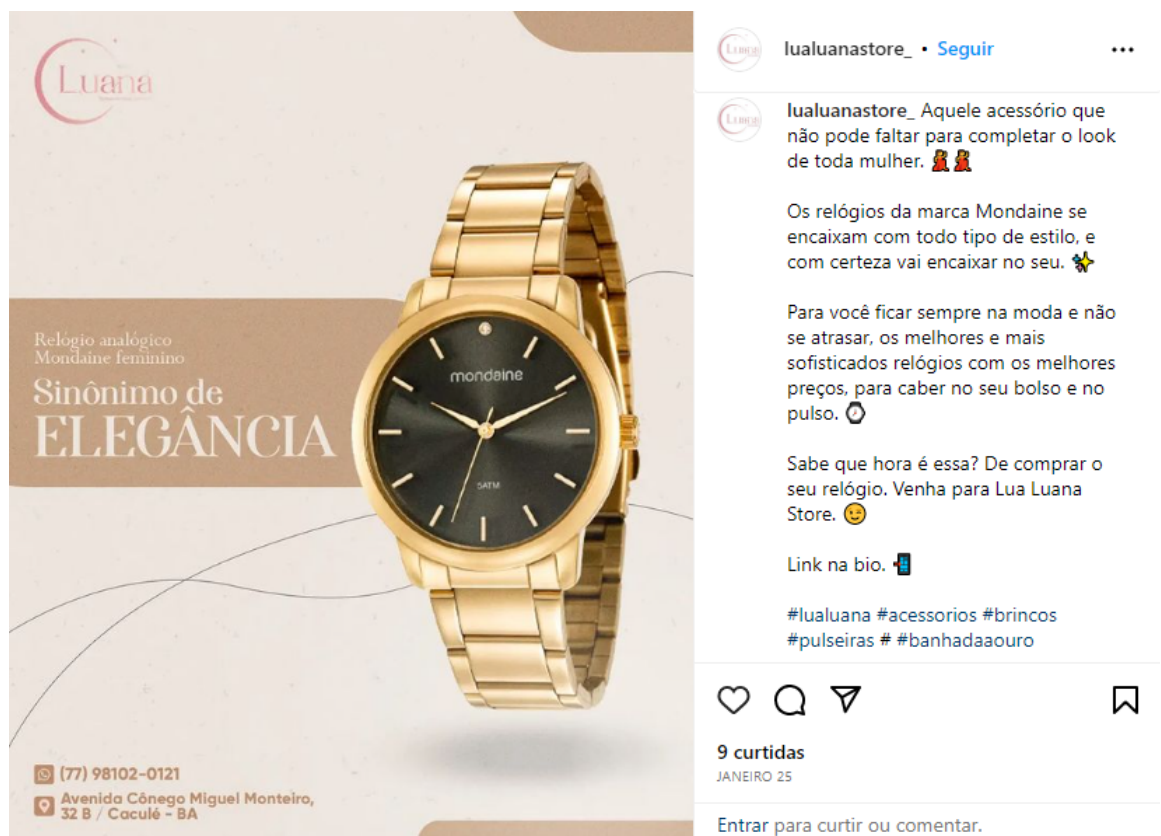 Luana
Relógio analógico
Mondaine feminino
Sinônimo de
ELEGÂNCIA
mondaine
5ATM
(77) 98102-0121
Avenida Cônego Miguel Monteiro,
32 B / Caculé - BA
Luana
lualuanastore_ • Seguir
Luana
lualuanastore_ Aquele acessório que
não pode faltar para completar o look
de toda mulher. 💃💃
Os relógios da marca Mondaine se
encaixam com todo tipo de estilo, e
com certeza vai encaixar no seu. ✨
Para você ficar sempre na moda e não
se atrasar, os melhores e mais
sofisticados relógios com os melhores
preços, para caber no seu bolso e no
pulso. ⌚
Sabe que hora é essa? De comprar o
seu relógio. Venha para Lua Luana
Store. 😉
Link na bio. 📲
#lualuana #acessorios #brincos
#pulseiras # #banhadaaouro
9 curtidas
JANEIRO 25
Entrar para curtir ou comentar.